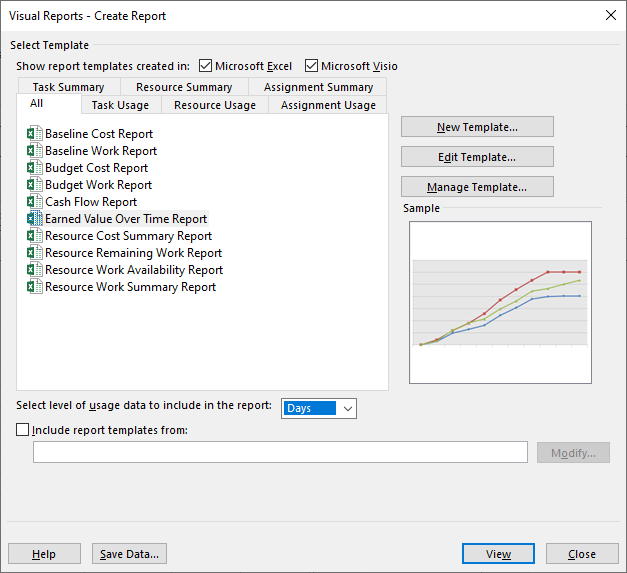 Visual Reports - Create Report
Select Template
Show report templates created in: Microsoft Excel Microsoft Visio
Task Summary Resource Summary Assignment Summary
All Task Usage Resource Usage Assignment Usage
Baseline Cost Report
Baseline Work Report
Budget Cost Report
Budget Work Report
Cash Flow Report
Earned Value Over Time Report
Resource Cost Summary Report
Resource Remaining Work Report
Resource Work Availability Report
Resource Work Summary Report
New Template...
Edit Template...
Manage Template...
Sample
Select level of usage data to include in the report: Days
Include report templates from:
Modify...
Help Save Data... View Close